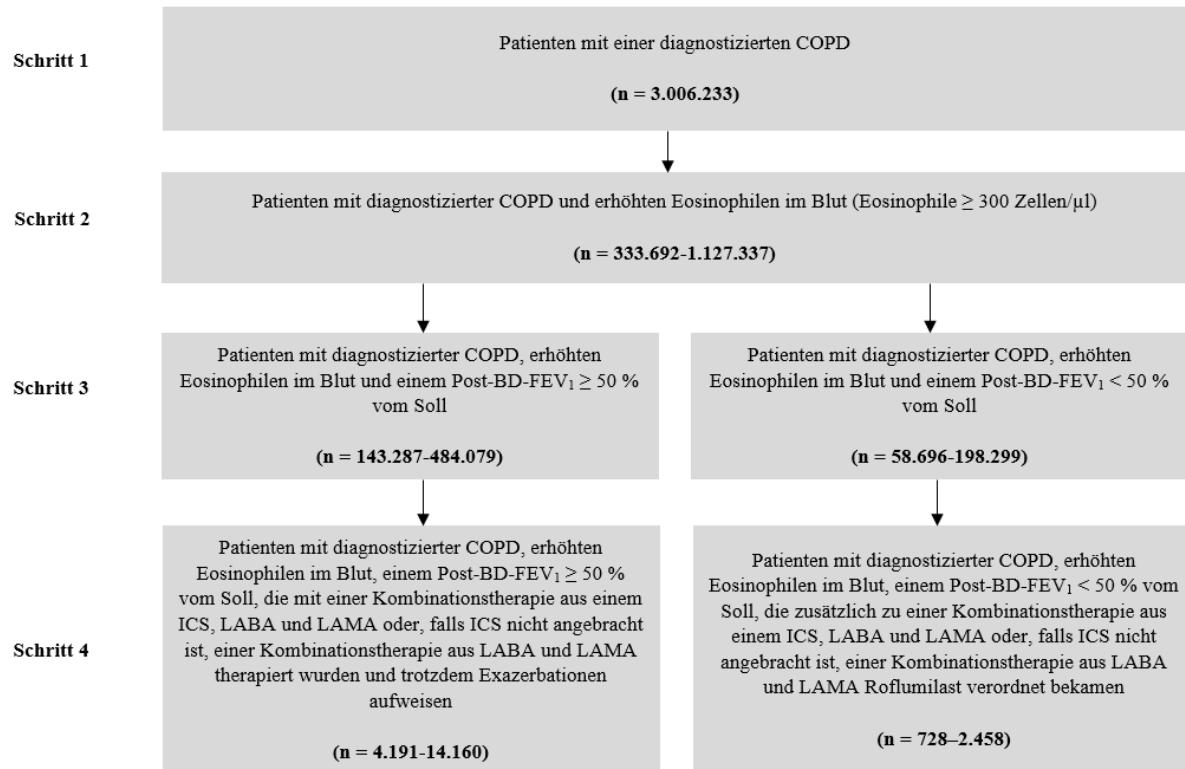 Schritt 1
Patienten mit einer diagnostizierten COPD
(n = 3.006.233)
Schritt 2
Patienten mit diagnostizierter COPD und erhöhten Eosinophilen im Blut (Eosinophile ≥ 300 Zellen/µl)
(n = 333.692-1.127.337)
Schritt 3
Patienten mit diagnostizierter COPD, erhöhten
Eosinophilen im Blut und einem Post-BD-FEV₁ ≥ 50 %
vom Soll
(n = 143.287-484.079)
Patienten mit diagnostizierter COPD, erhöhten
Eosinophilen im Blut und einem Post-BD-FEV₁ < 50 %
vom Soll
(n = 58.696-198.299)
Schritt 4
Patienten mit diagnostizierter COPD, erhöhten
Eosinophilen im Blut, einem Post-BD-FEV₁ ≥ 50 %
vom Soll, die mit einer Kombinationstherapie aus einem
ICS, LABA und LAMA oder, falls ICS nicht angebracht
ist, einer Kombinationstherapie aus LABA und LAMA
therapiert wurden und trotzdem Exazerbationen
aufweisen
(n = 4.191-14.160)
Patienten mit diagnostizierter COPD, erhöhten
Eosinophilen im Blut, einem Post-BD-FEV₁ < 50 % vom
Soll, die zusätzlich zu einer Kombinationstherapie aus
einem ICS, LABA und LAMA oder, falls ICS nicht
angebracht ist, einer Kombinationstherapie aus LABA
und LAMA Roflumilast verordnet bekamen
(n = 728–2.458)